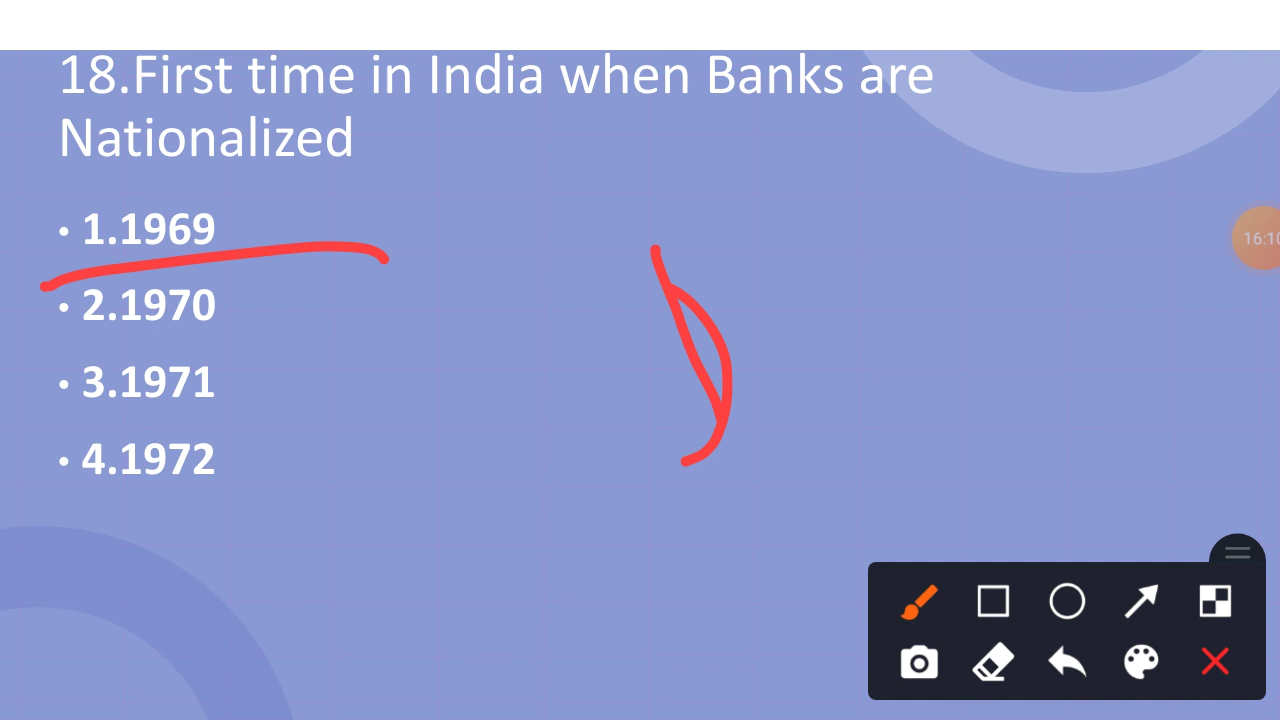 18.First time in India when Banks are
Nationalized
• 1.1969
• 2.1970
• 3.1971
• 4.1972
16:10